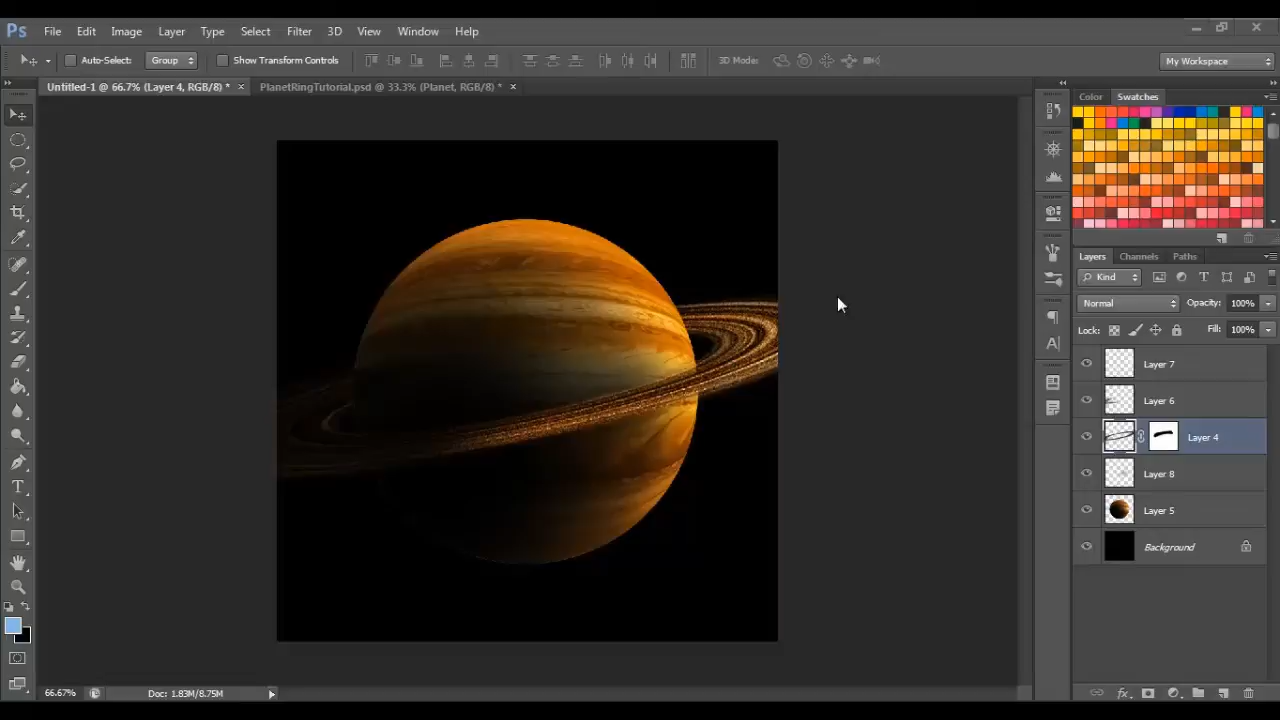 Ps File Edit Image Layer Type Select Filter 3D View Window Help
Auto-Select: Group Show Transform Controls 3D Mode: My Workspace
Untitled-1 @ 66.7% (Layer 4, RGB/8) * × PlanetRingTutorial.psd @ 33.3% (Planet, RGB/8) * ×
Color Swatches
Layers Channels Paths
Kind
Normal Opacity: 100%
Lock: Fill: 100%
Layer 7
Layer 6
Layer 4
Layer 8
Layer 5
Background
66.67% Doc: 1.83M/8.75M